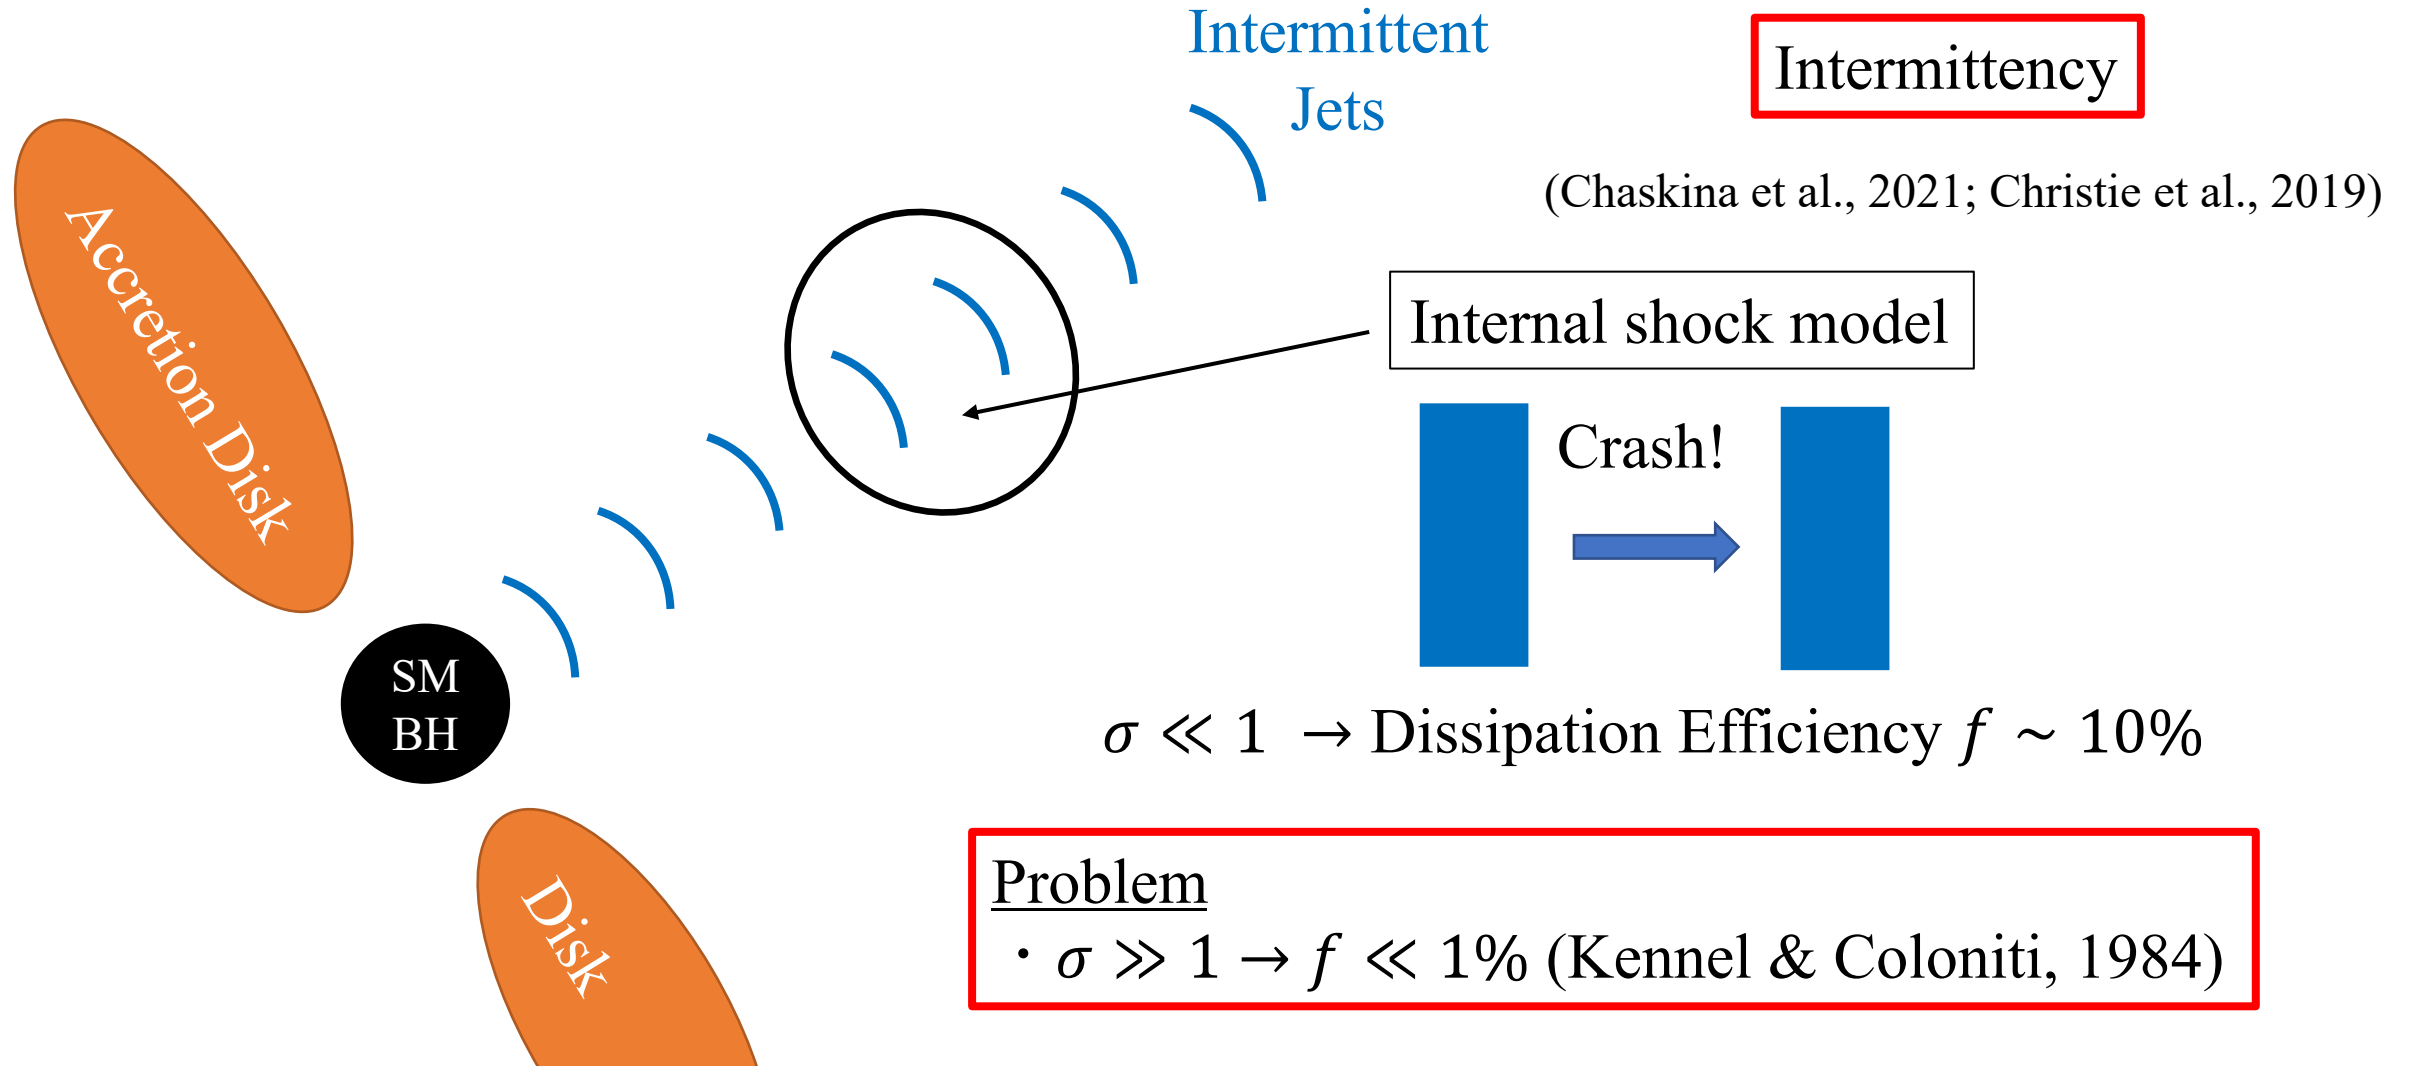 Intermittent
Jets
Intermittency
(Chaskina et al., 2021; Christie et al., 2019)
Accretion Disk
Internal shock model
Crash!
SM
BH
σ ≪ 1 → Dissipation Efficiency f ~ 10%
Disk
Problem
・σ ≫ 1 → f ≪ 1% (Kennel & Coloniti, 1984)